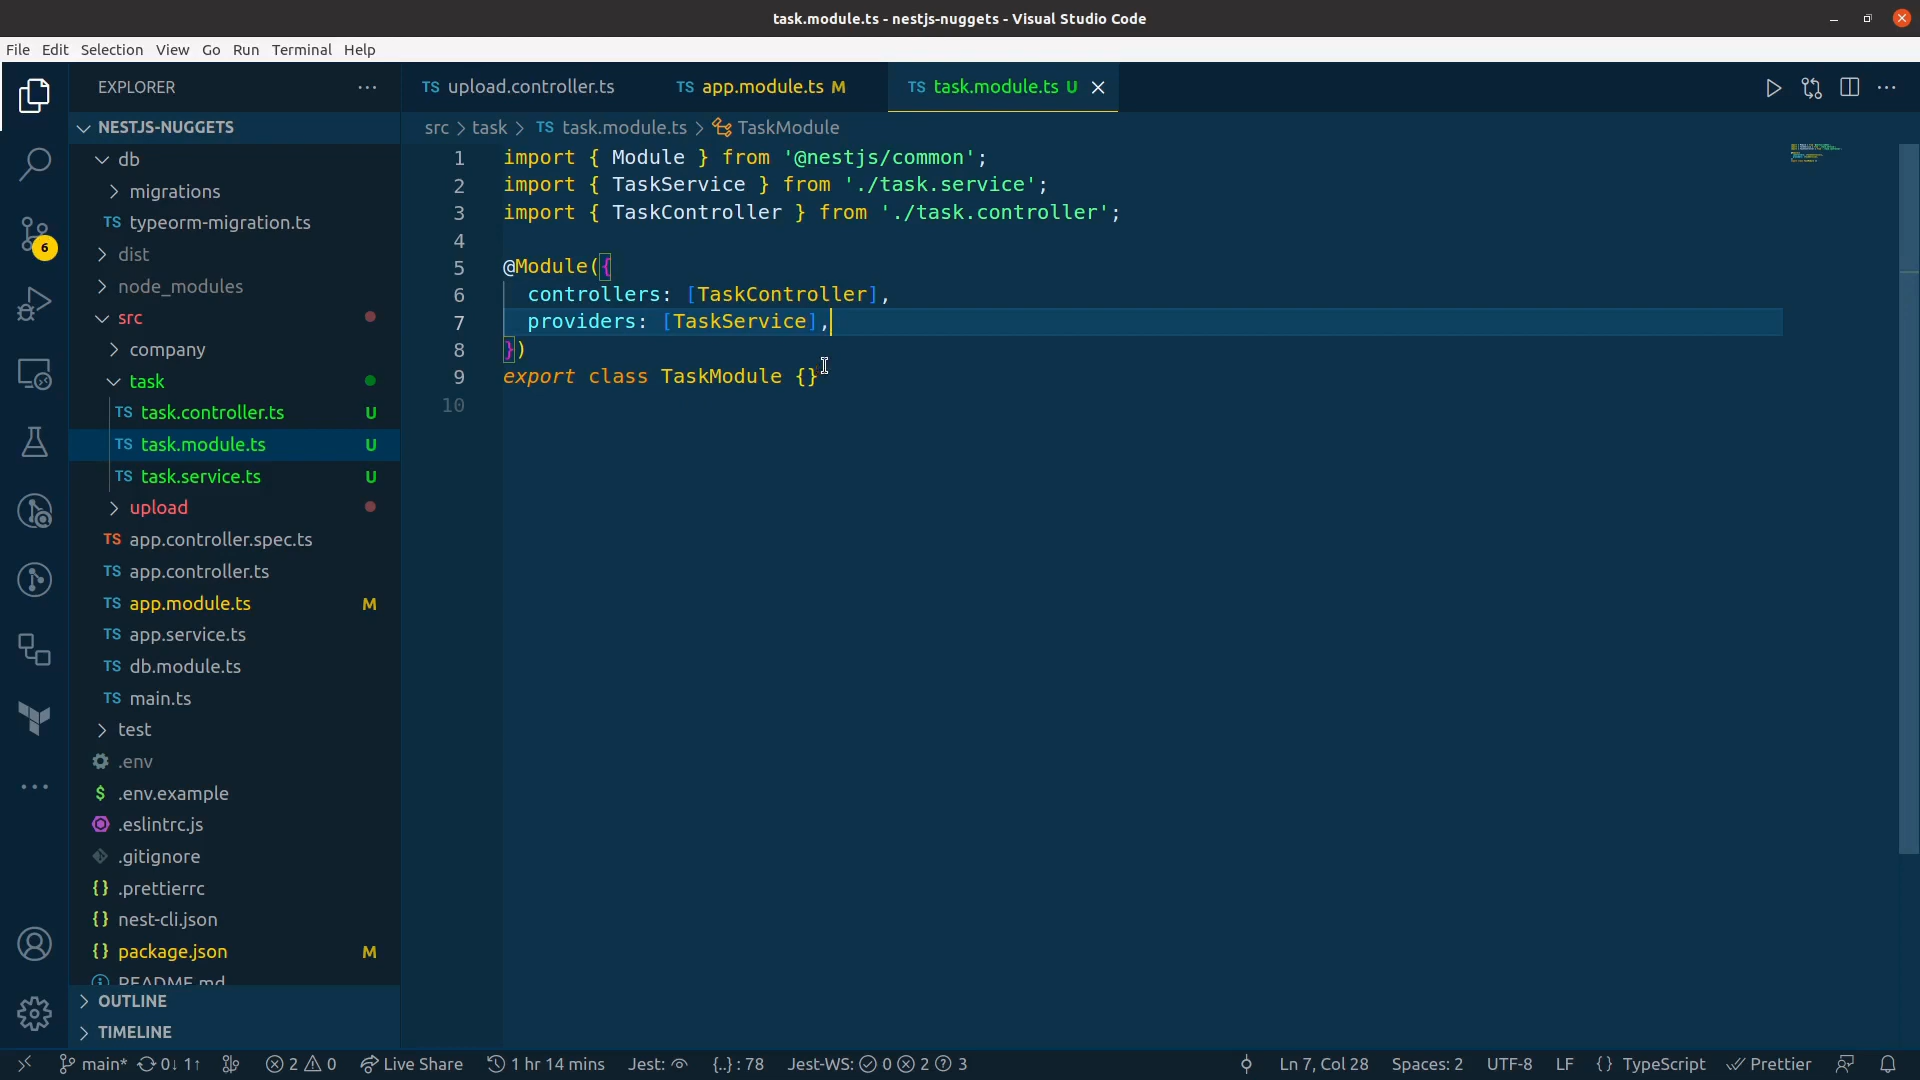 task.module.ts - nestjs-nuggets - Visual Studio Code
File Edit Selection View Go Run Terminal Help
EXPLORER
NESTJS-NUGGETS
db
migrations
TS typeorm-migration.ts
dist
node_modules
src
company
task
TS task.controller.ts U
TS task.module.ts U
TS task.service.ts U
upload
TS app.controller.spec.ts
TS app.controller.ts
TS app.module.ts M
TS app.service.ts
TS db.module.ts
TS main.ts
test
.env
$ .env.example
.eslintrc.js
.gitignore
{} .prettierrc
{} nest-cli.json
{} package.json M
README.md
OUTLINE
TIMELINE
6
TS upload.controller.ts TS app.module.ts M TS task.module.ts U
src > task > TS task.module.ts > TaskModule
1 import { Module } from '@nestjs/common';
2 import { TaskService } from './task.service';
3 import { TaskController } from './task.controller';
4
5 @Module({
6 controllers: [TaskController],
7 providers: [TaskService],
8 })
9 export class TaskModule {}
10
main* 0↓ 1↑ 2 0 Live Share 1 hr 14 mins Jest: {..} : 78 Jest-WS: 0 2 3 Ln 7, Col 28 Spaces: 2 UTF-8 LF {} TypeScript Prettier